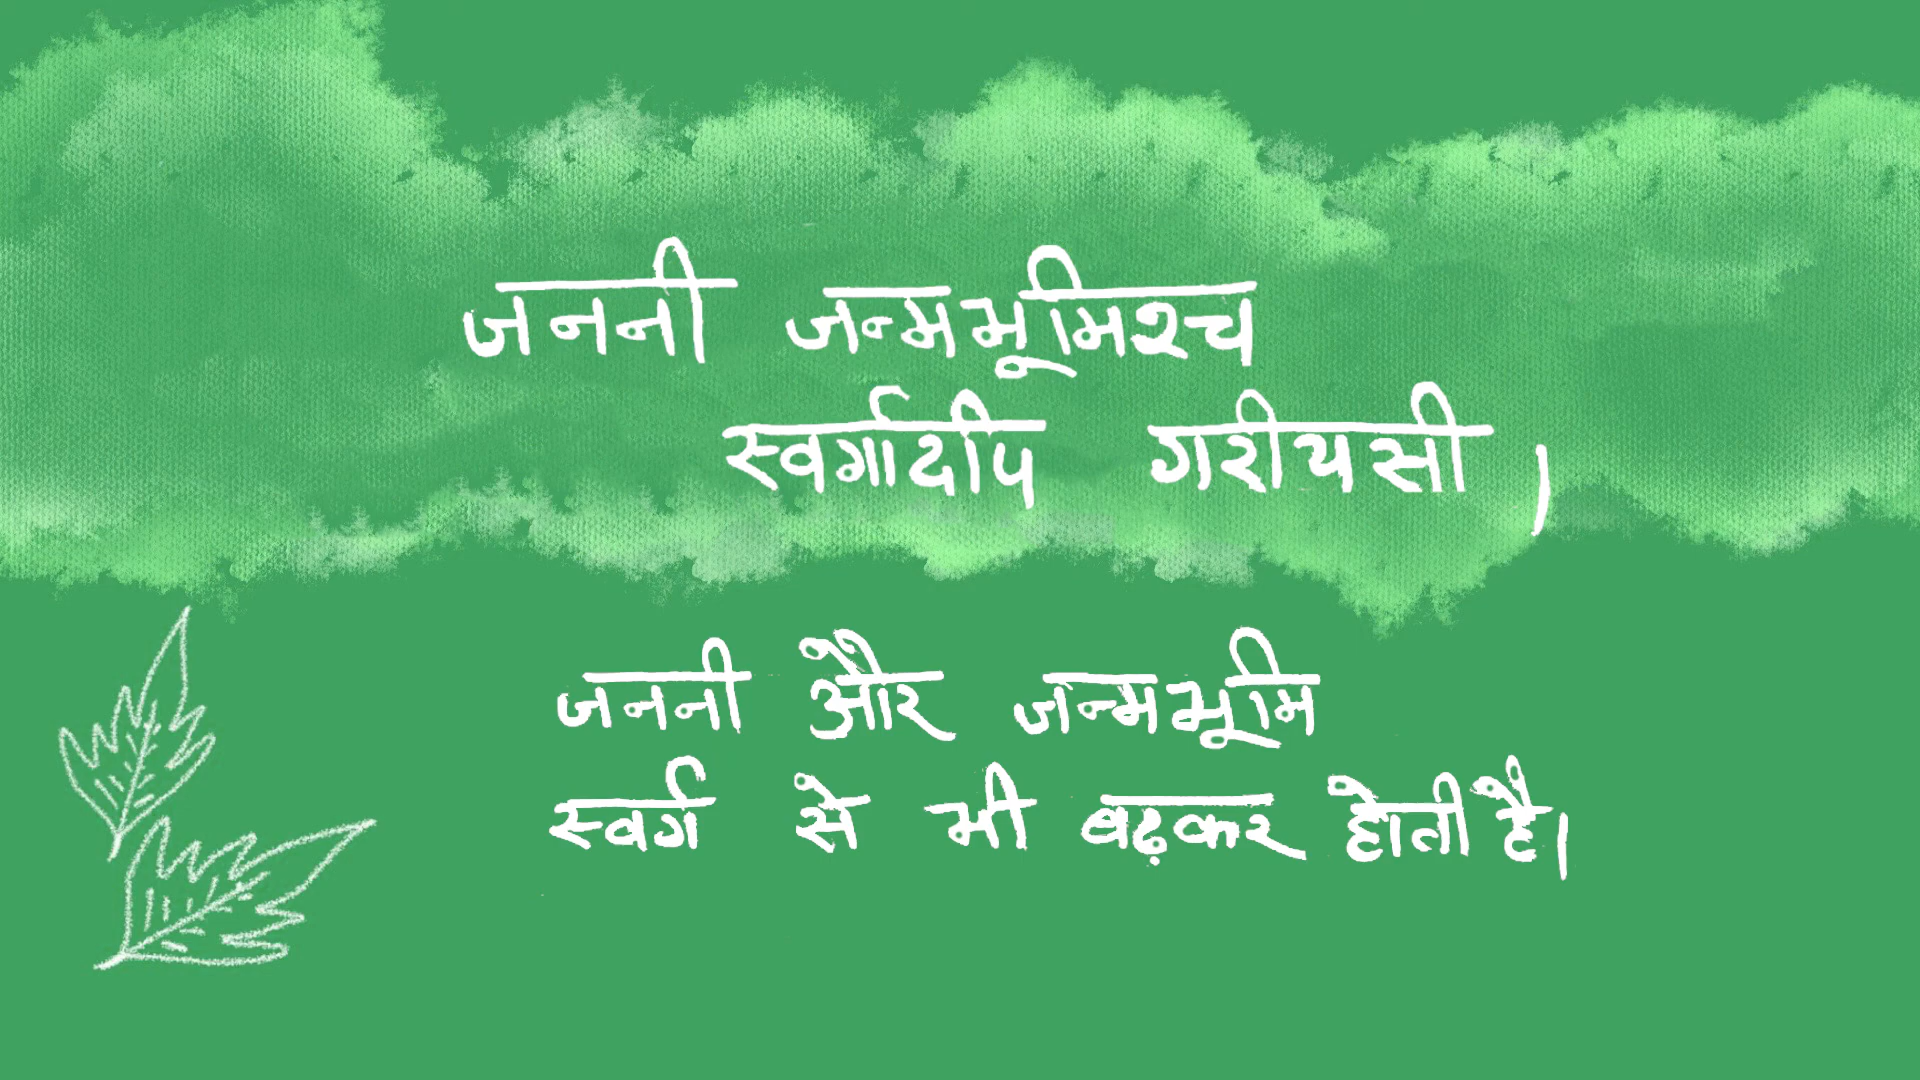 जननी जन्मभूमिश्च
स्वर्गादपि गरीयसी ।
जननी और जन्मभूमि
स्वर्ग से भी बढ़कर होती है।